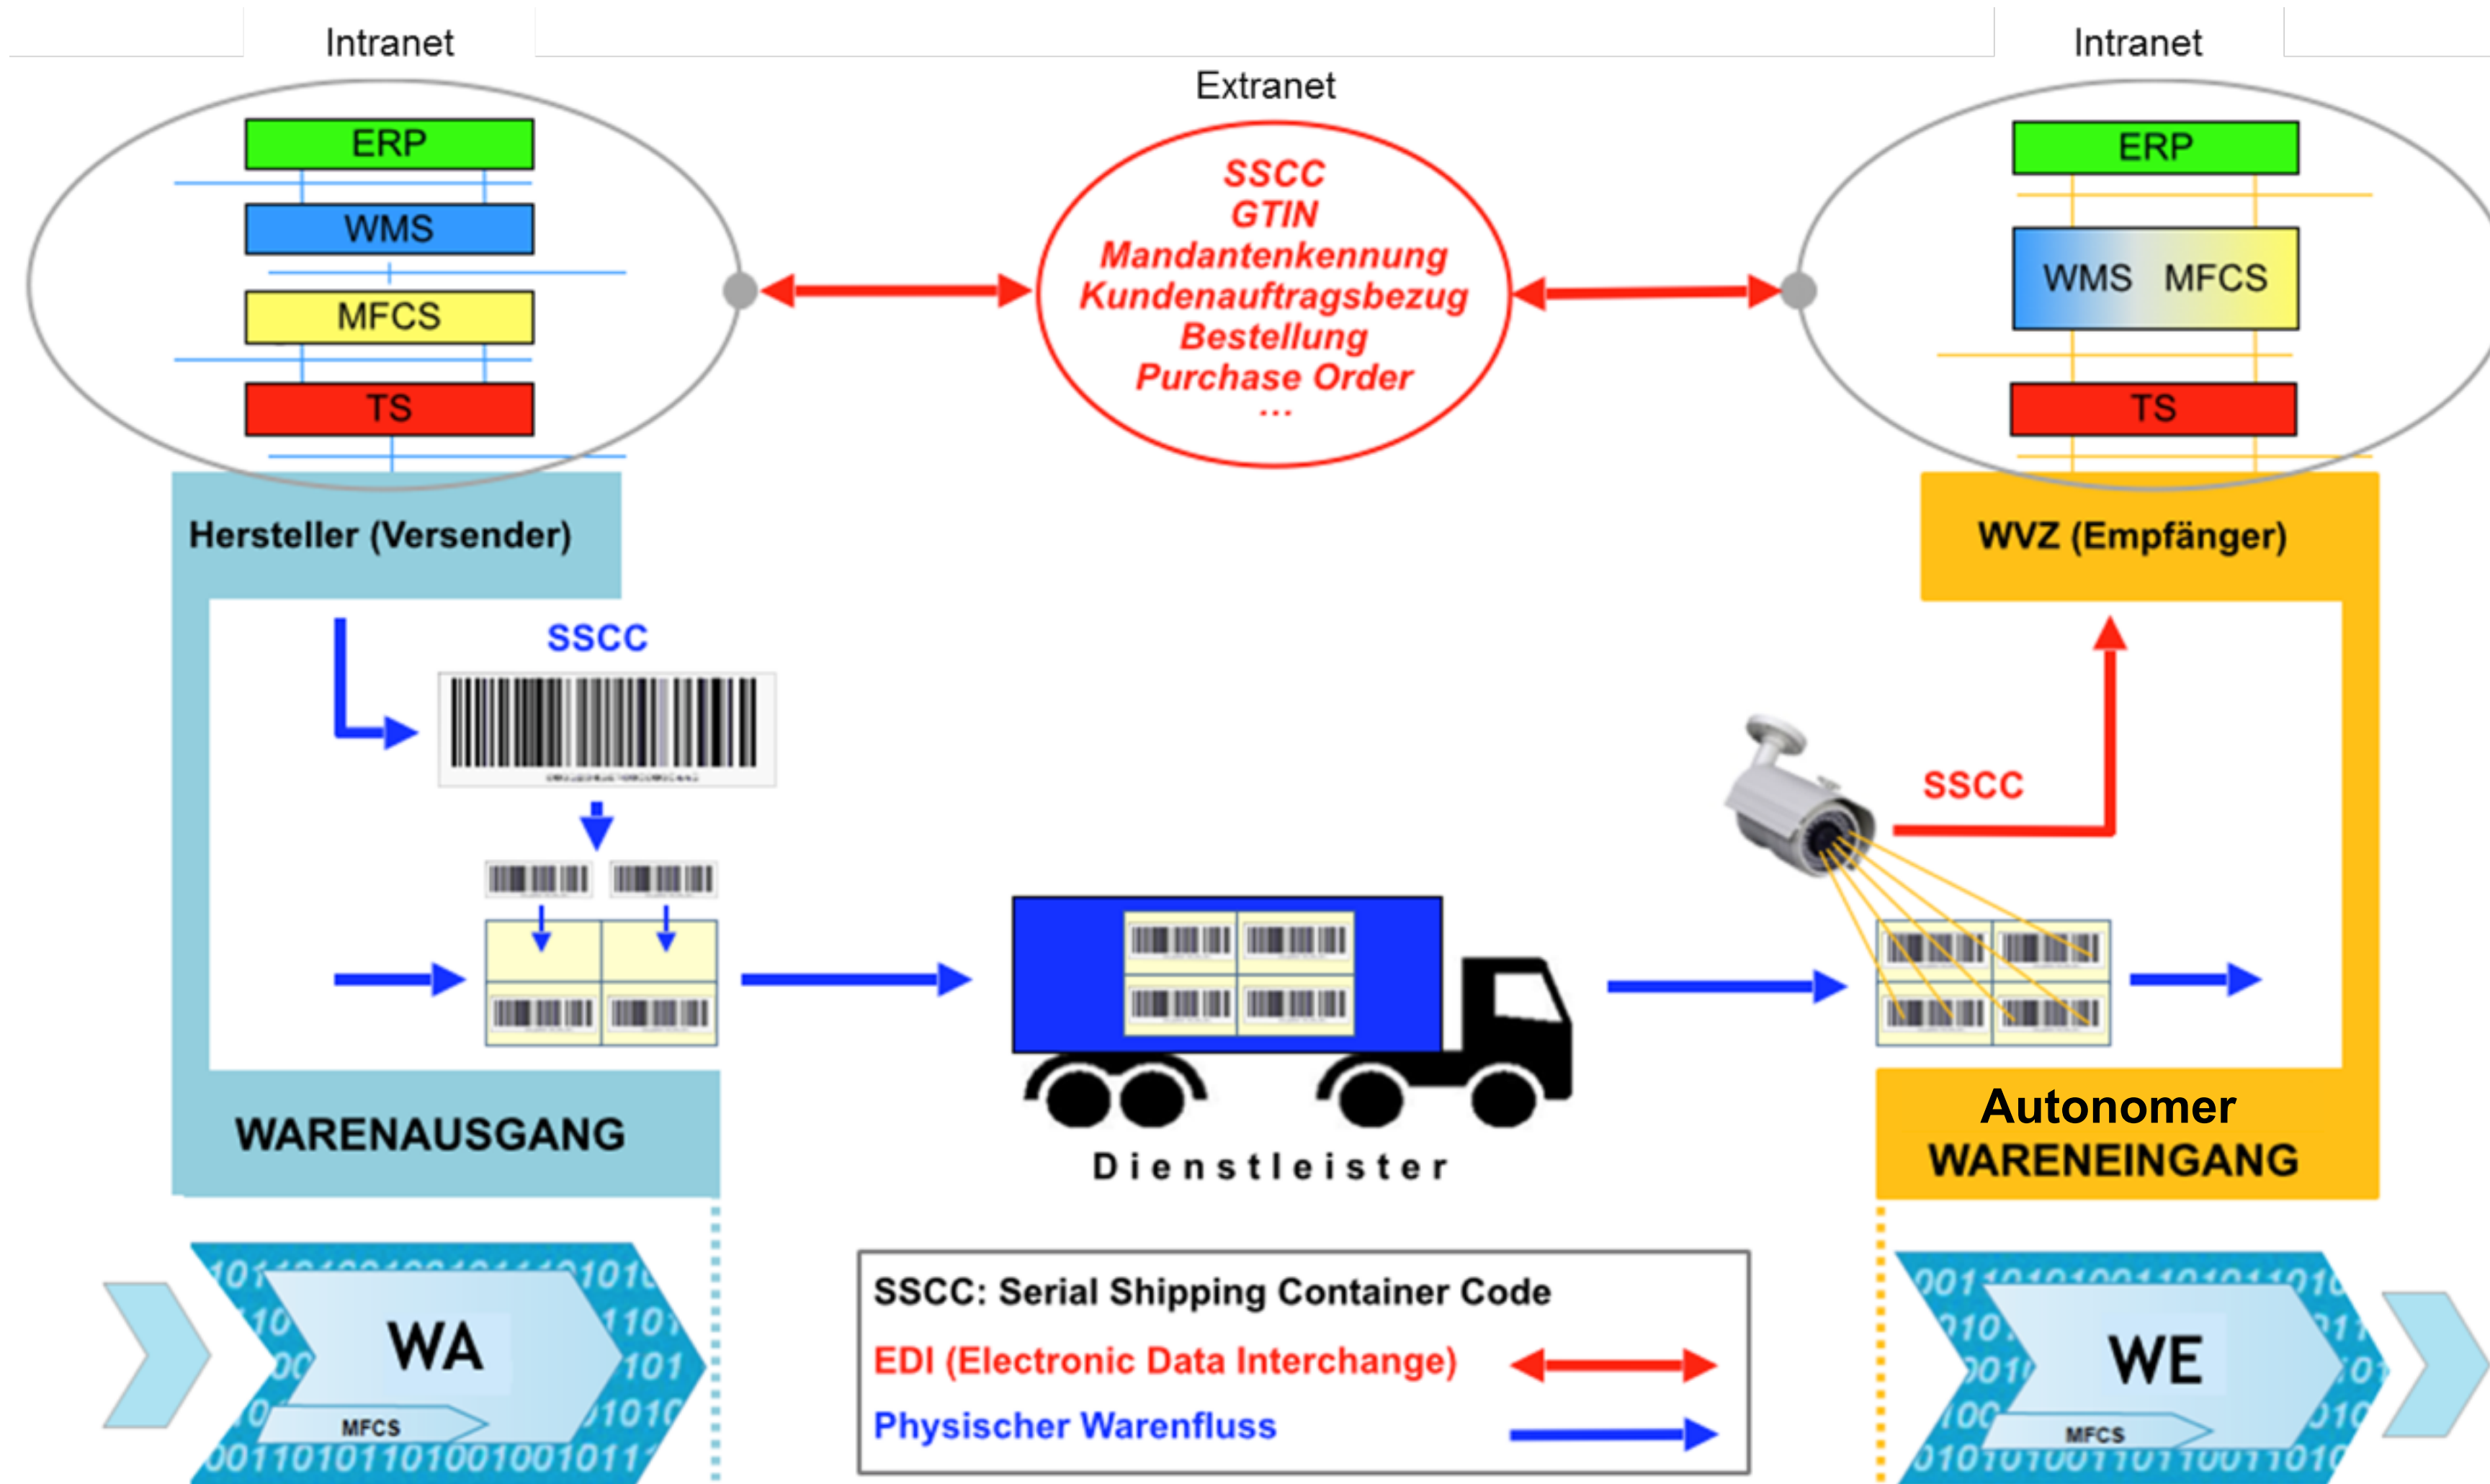 Intranet
Intranet
Extranet
ERP
WMS
MFCS
TS
SSCC
GTIN
Mandantenkennung
Kundenauftragsbezug
Bestellung
Purchase Order
...
ERP
WMS MFCS
TS
Hersteller (Versender)
WVZ (Empfänger)
SSCC
SSCC
WARENAUSGANG
Dienstleister
Autonomer
WARENEINGANG
WA
MFCS
SSCC: Serial Shipping Container Code
EDI (Electronic Data Interchange)
Physischer Warenfluss
WE
MFCS